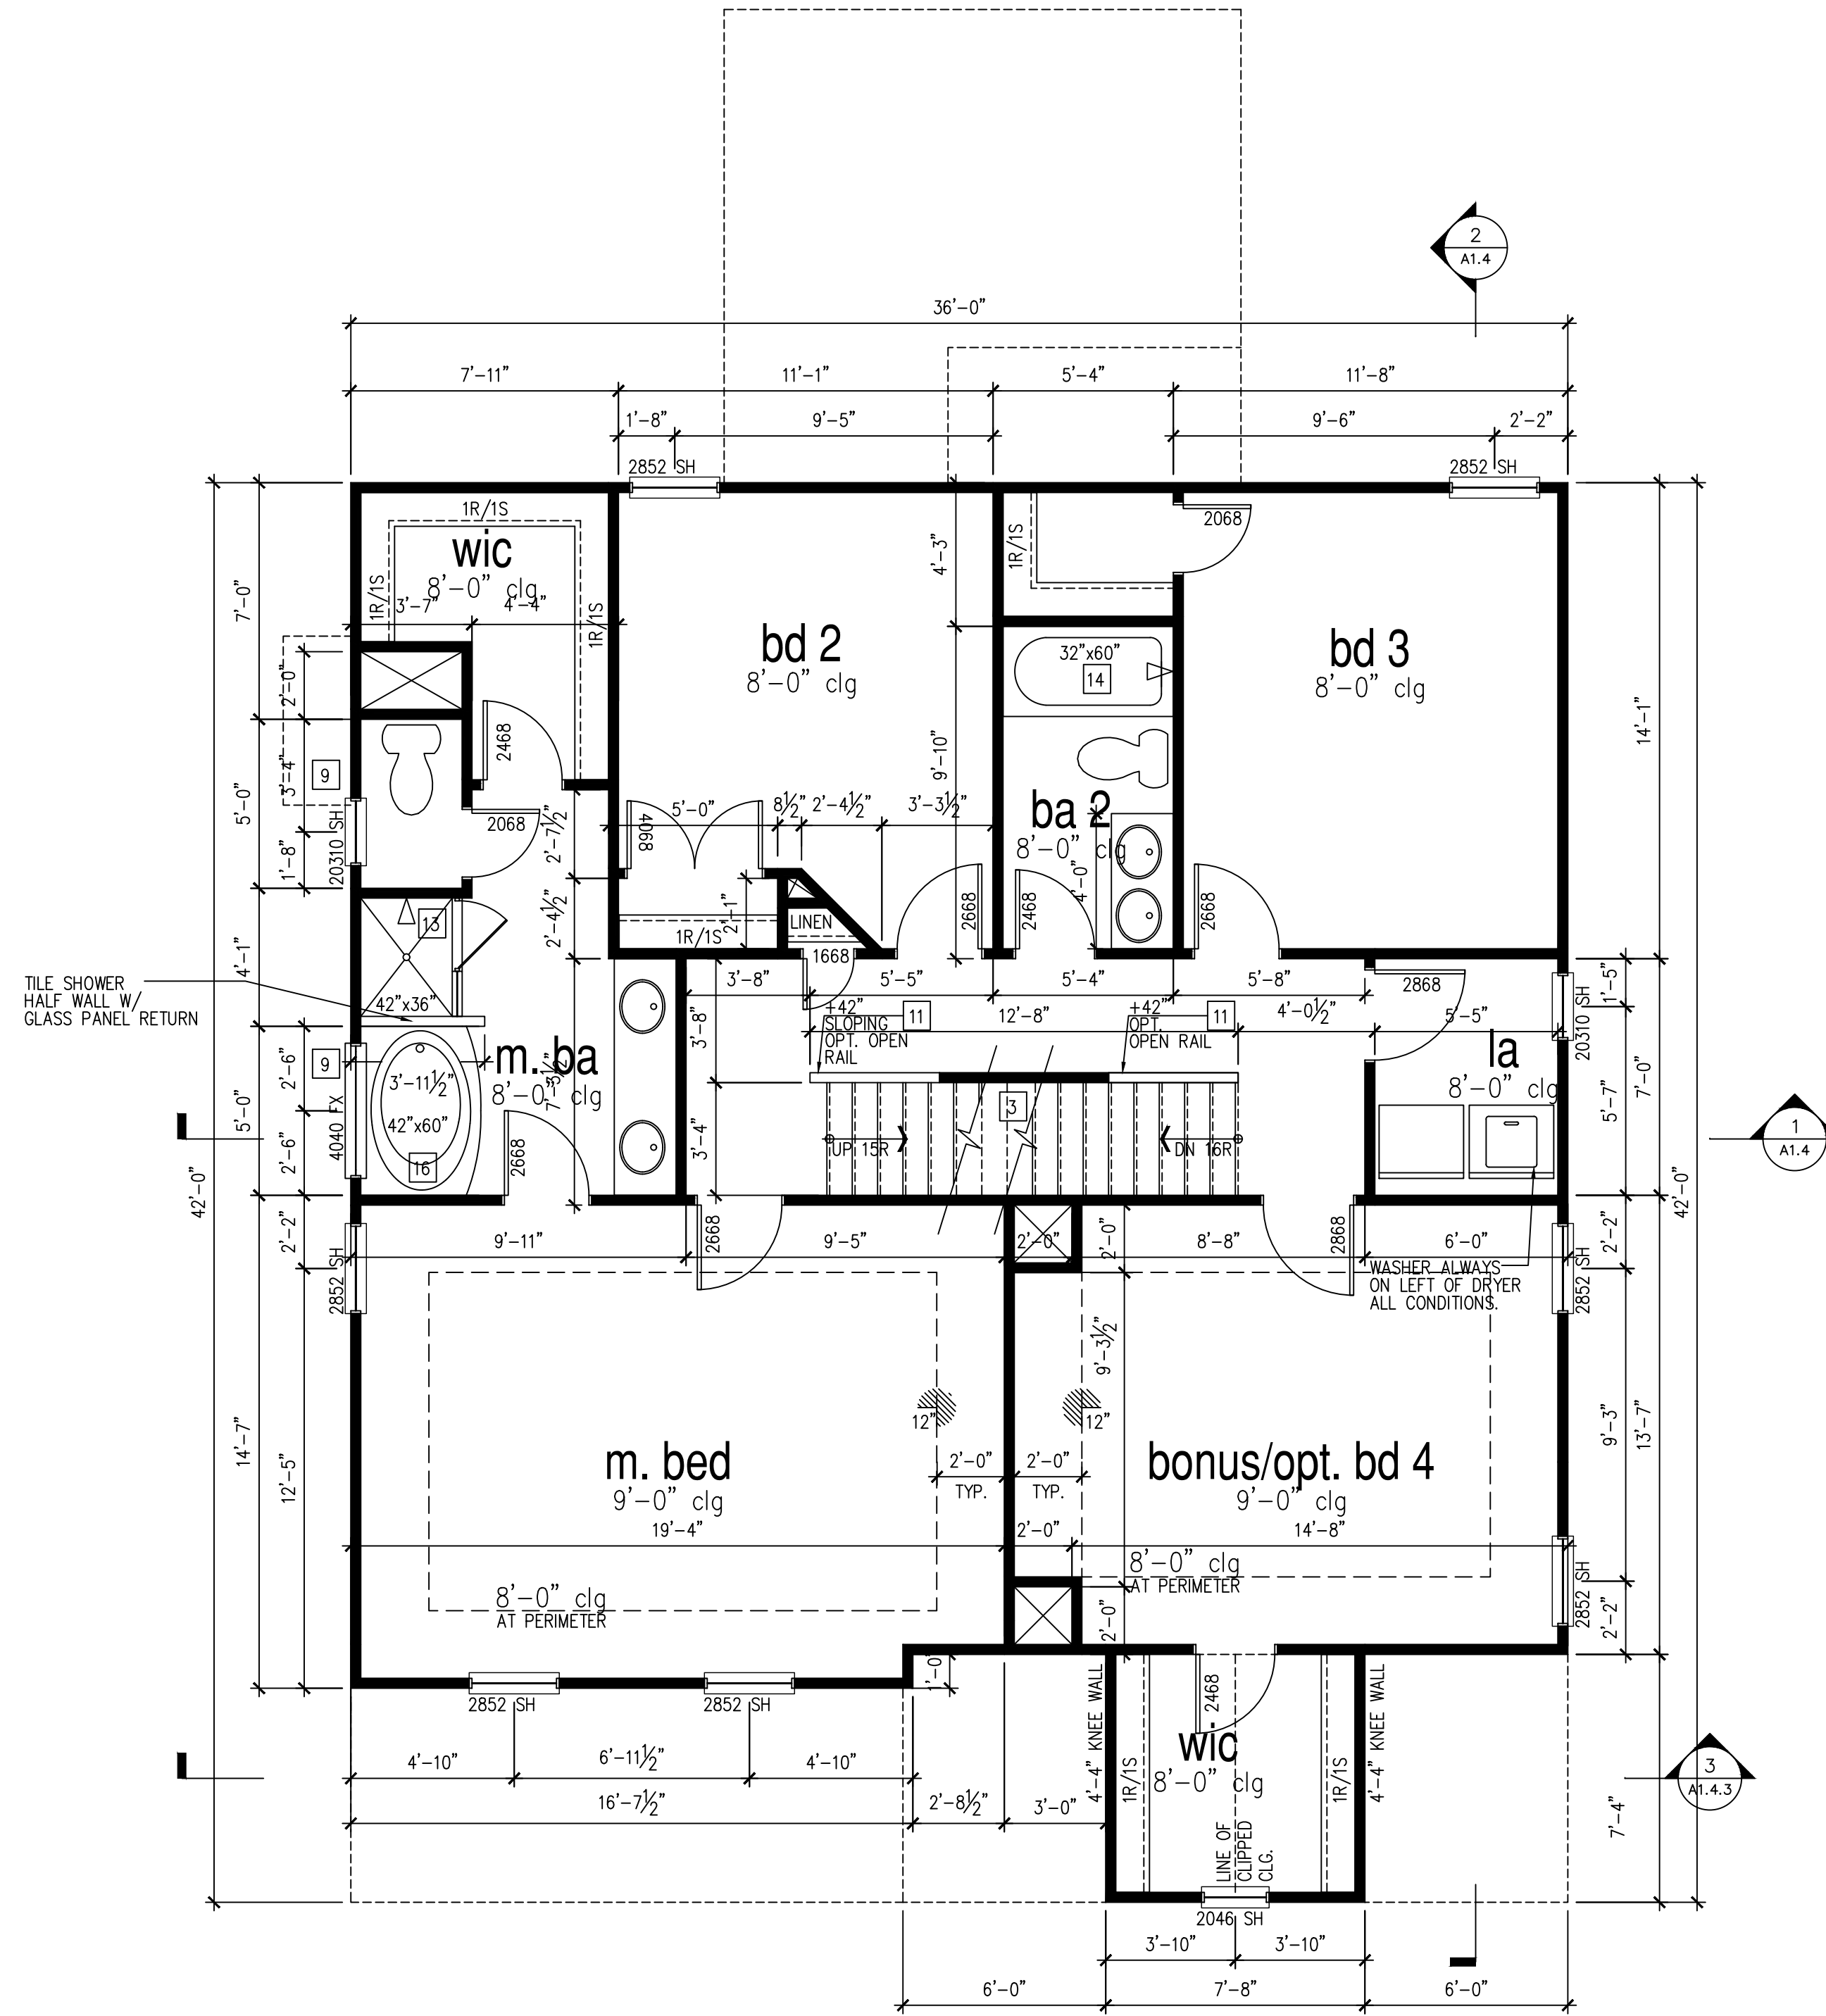 2
A1.4
36'-0"
7'-11"
11'-1"
5'-4"
11'-8"
1'-8"
9'-5"
9'-6"
2'-2"
2852 SH
2852 SH
1R/1S
wic
8'-0" clg
1R/1S
3'-7"
4'-4"
1R/1S
7'-0"
2'-0"
bd 2
8'-0" clg
4'-3"
1R/1S
2068
32"x60"
14
bd 3
8'-0" clg
14'-1"
2468
9
3'-4"
5'-0"
1'-8"
20310 SH
2068
2'-7½"
4068
5'-0"
8½"
2'-4½"
3'-3½"
9'-10"
ba 2
8'-0" clg
4'-0"
2'-4½"
2'-1"
LINEN
1R/1S
1668
2668
2468
2668
13
4'-1"
42"x36"
TILE SHOWER
HALF WALL W/
GLASS PANEL RETURN
3'-8"
5'-5"
5'-4"
5'-8"
2868
1'-5"
20310 SH
+42"
SLOPING
OPT. OPEN
RAIL
11
12'-8"
+42"
OPT.
OPEN RAIL
11
4'-0½"
5'-5"
3'-8"
9
2'-6"
m. ba
8'-0" clg
7'-5½"
3'-11½"
42"x60"
16
2668
5'-0"
2'-6"
4040 FX
3'-4"
3
UP 15R
DN 16R
la
8'-0" clg
5'-7"
7'-0"
1
A1.4
42'-0"
42'-0"
2'-2"
2852 SH
9'-11"
2668
9'-5"
2'-0"
2'-0"
8'-8"
2868
6'-0"
2'-2"
2852 SH
WASHER ALWAYS
ON LEFT OF DRYER
ALL CONDITIONS.
9'-3½"
12"
12"
14'-7"
12'-5"
m. bed
9'-0" clg
19'-4"
2'-0"
TYP.
2'-0"
TYP.
bonus/opt. bd 4
9'-0" clg
14'-8"
2'-0"
9'-3"
13'-7"
8'-0" clg
AT PERIMETER
8'-0" clg
AT PERIMETER
2'-0"
2852 SH
2'-2"
1'-0"
2852 SH
2852 SH
4'-10"
6'-11½"
4'-10"
16'-7½"
2'-8½"
3'-0"
4'-4" KNEE WALL
1R/1S
2468
wic
8'-0" clg
1R/1S
4'-4" KNEE WALL
LINE OF
CLIPPED
CLG.
3
A1.4.3
7'-4"
2046 SH
3'-10"
3'-10"
6'-0"
7'-8"
6'-0"